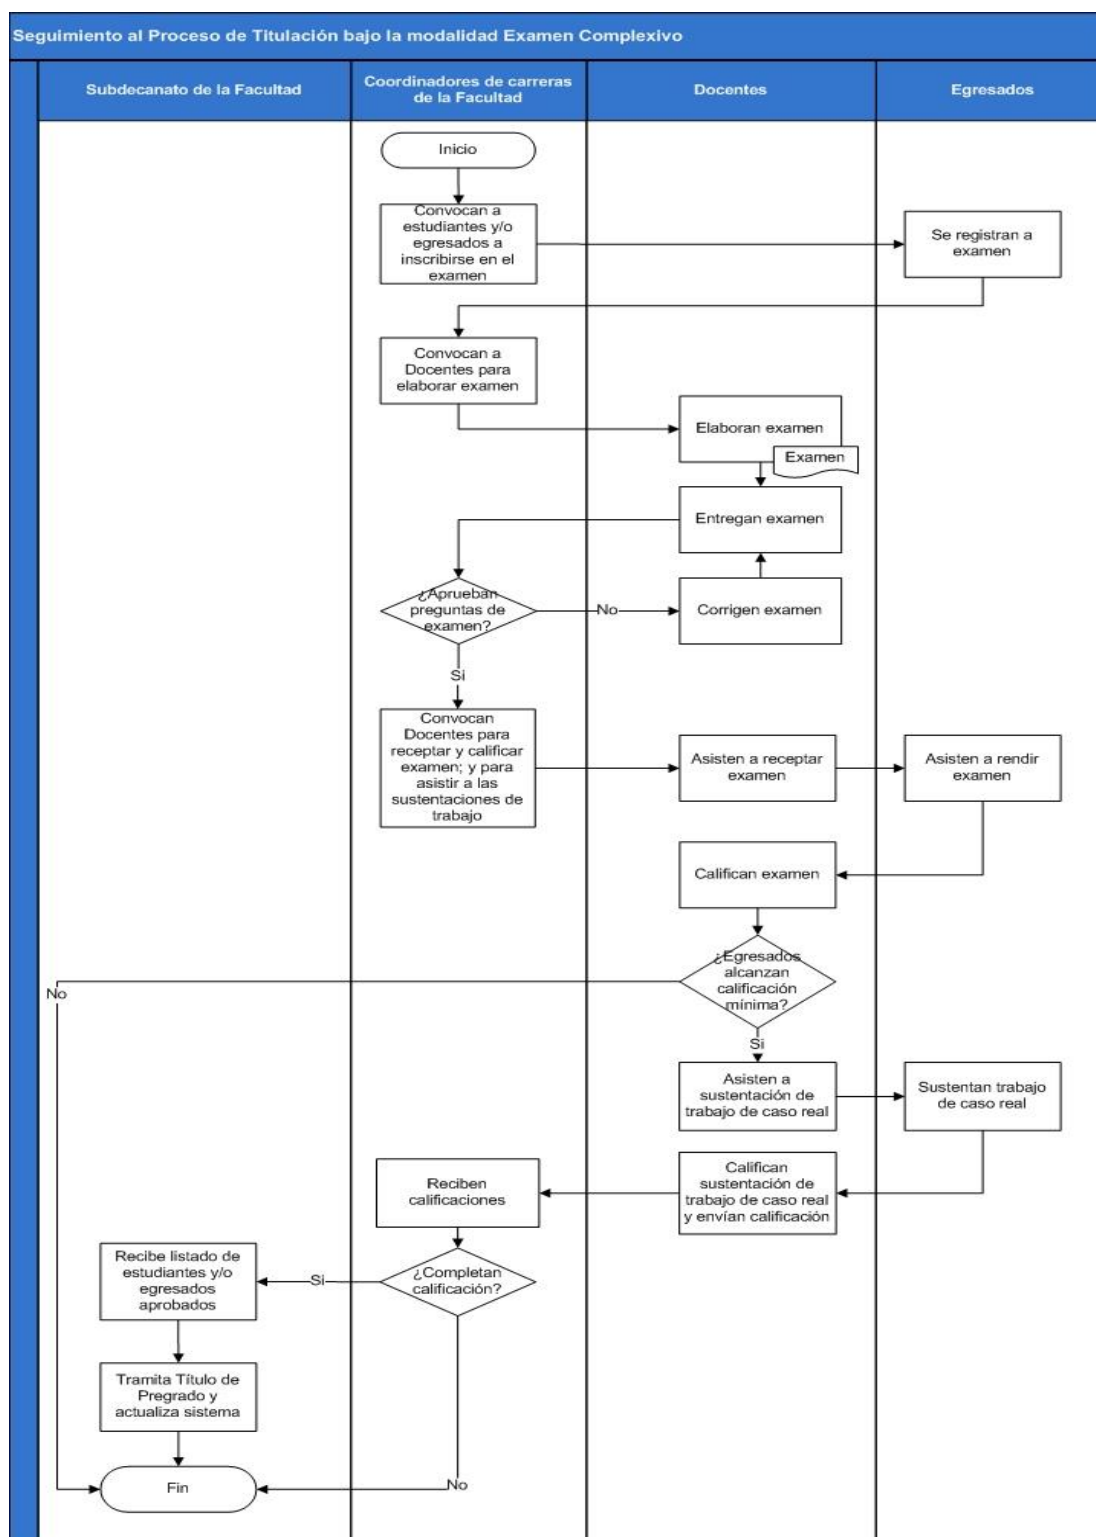 Seguimiento al Proceso de Titulación bajo la modalidad Examen Complexivo
Subdecanato de la Facultad
Coordinadores de carreras
de la Facultad
Docentes
Egresados
Inicio
Convocan a
estudiantes y/o
egresados a
inscribirse en el
examen
Se registran a
examen
Convocan a
Docentes para
elaborar examen
Elaboran examen
Examen
Entregan examen
¿Aprueban
preguntas de
examen?
No
Corrigen examen
Si
Convocan
Docentes para
receptar y calificar
examen; y para
asistir a las
sustentaciones de
trabajo
Asisten a receptar
examen
Asisten a rendir
examen
Califican examen
¿Egresados
alcanzan
calificación
mínima?
No
Si
Asisten a
sustentación de
trabajo de caso real
Sustentan trabajo
de caso real
Califican
sustentación de
trabajo de caso real
y envían calificación
Reciben
calificaciones
¿Completan
calificación?
Si
Recibe listado de
estudiantes y/o
egresados
aprobados
Tramita Título de
Pregrado y
actualiza sistema
No
Fin